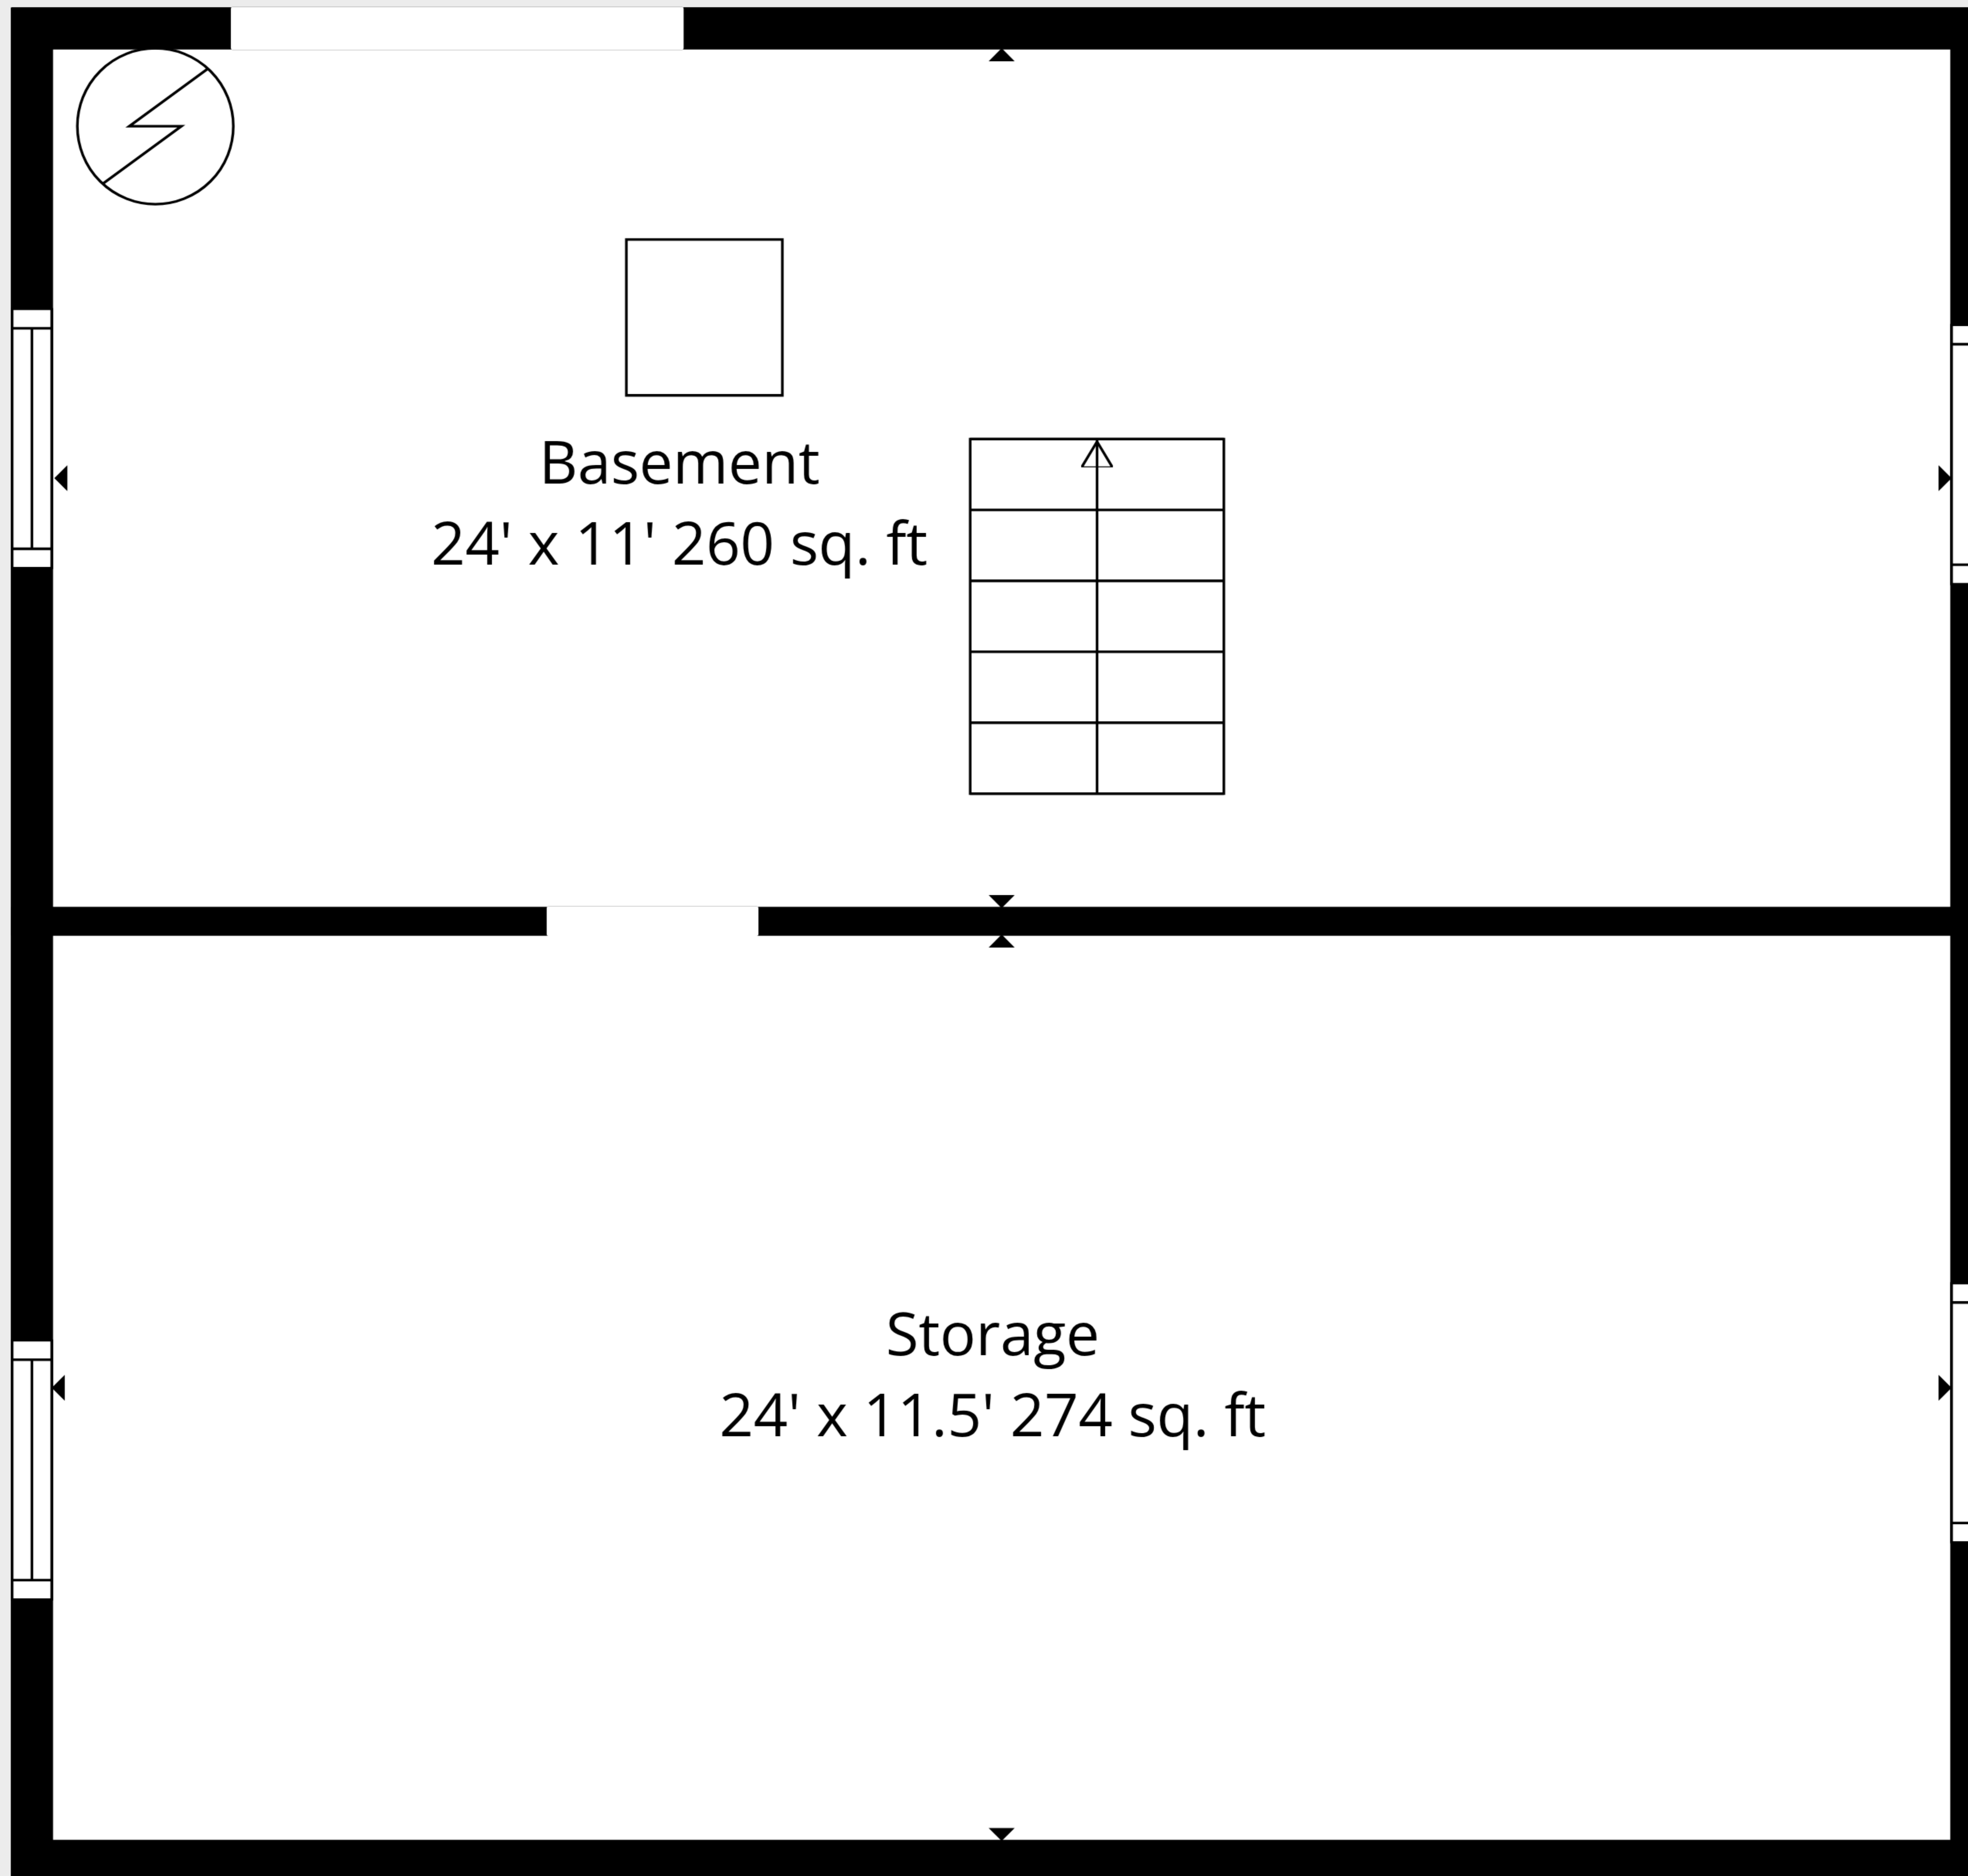 Basement
24' x 11' 260 sq. ft
Storage
24' x 11.5' 274 sq. ft